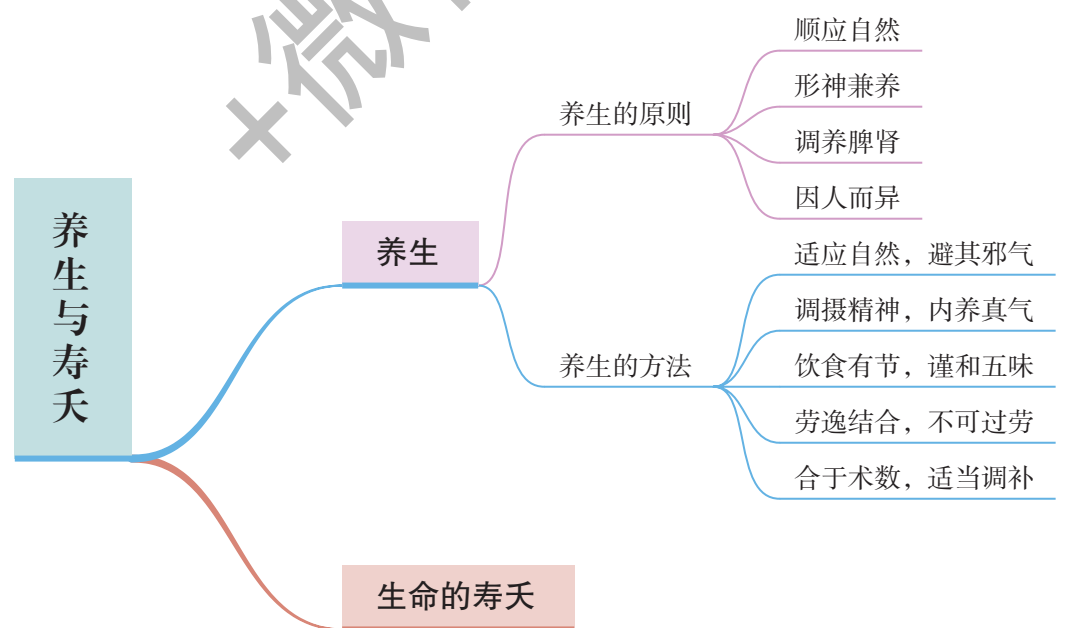 +微
养生与寿夭
养生
养生的原则
顺应自然
形神兼养
调养脾肾
因人而异
养生的方法
适应自然，避其邪气
调摄精神，内养真气
饮食有节，谨和五味
劳逸结合，不可过劳
合于术数，适当调补
生命的寿夭